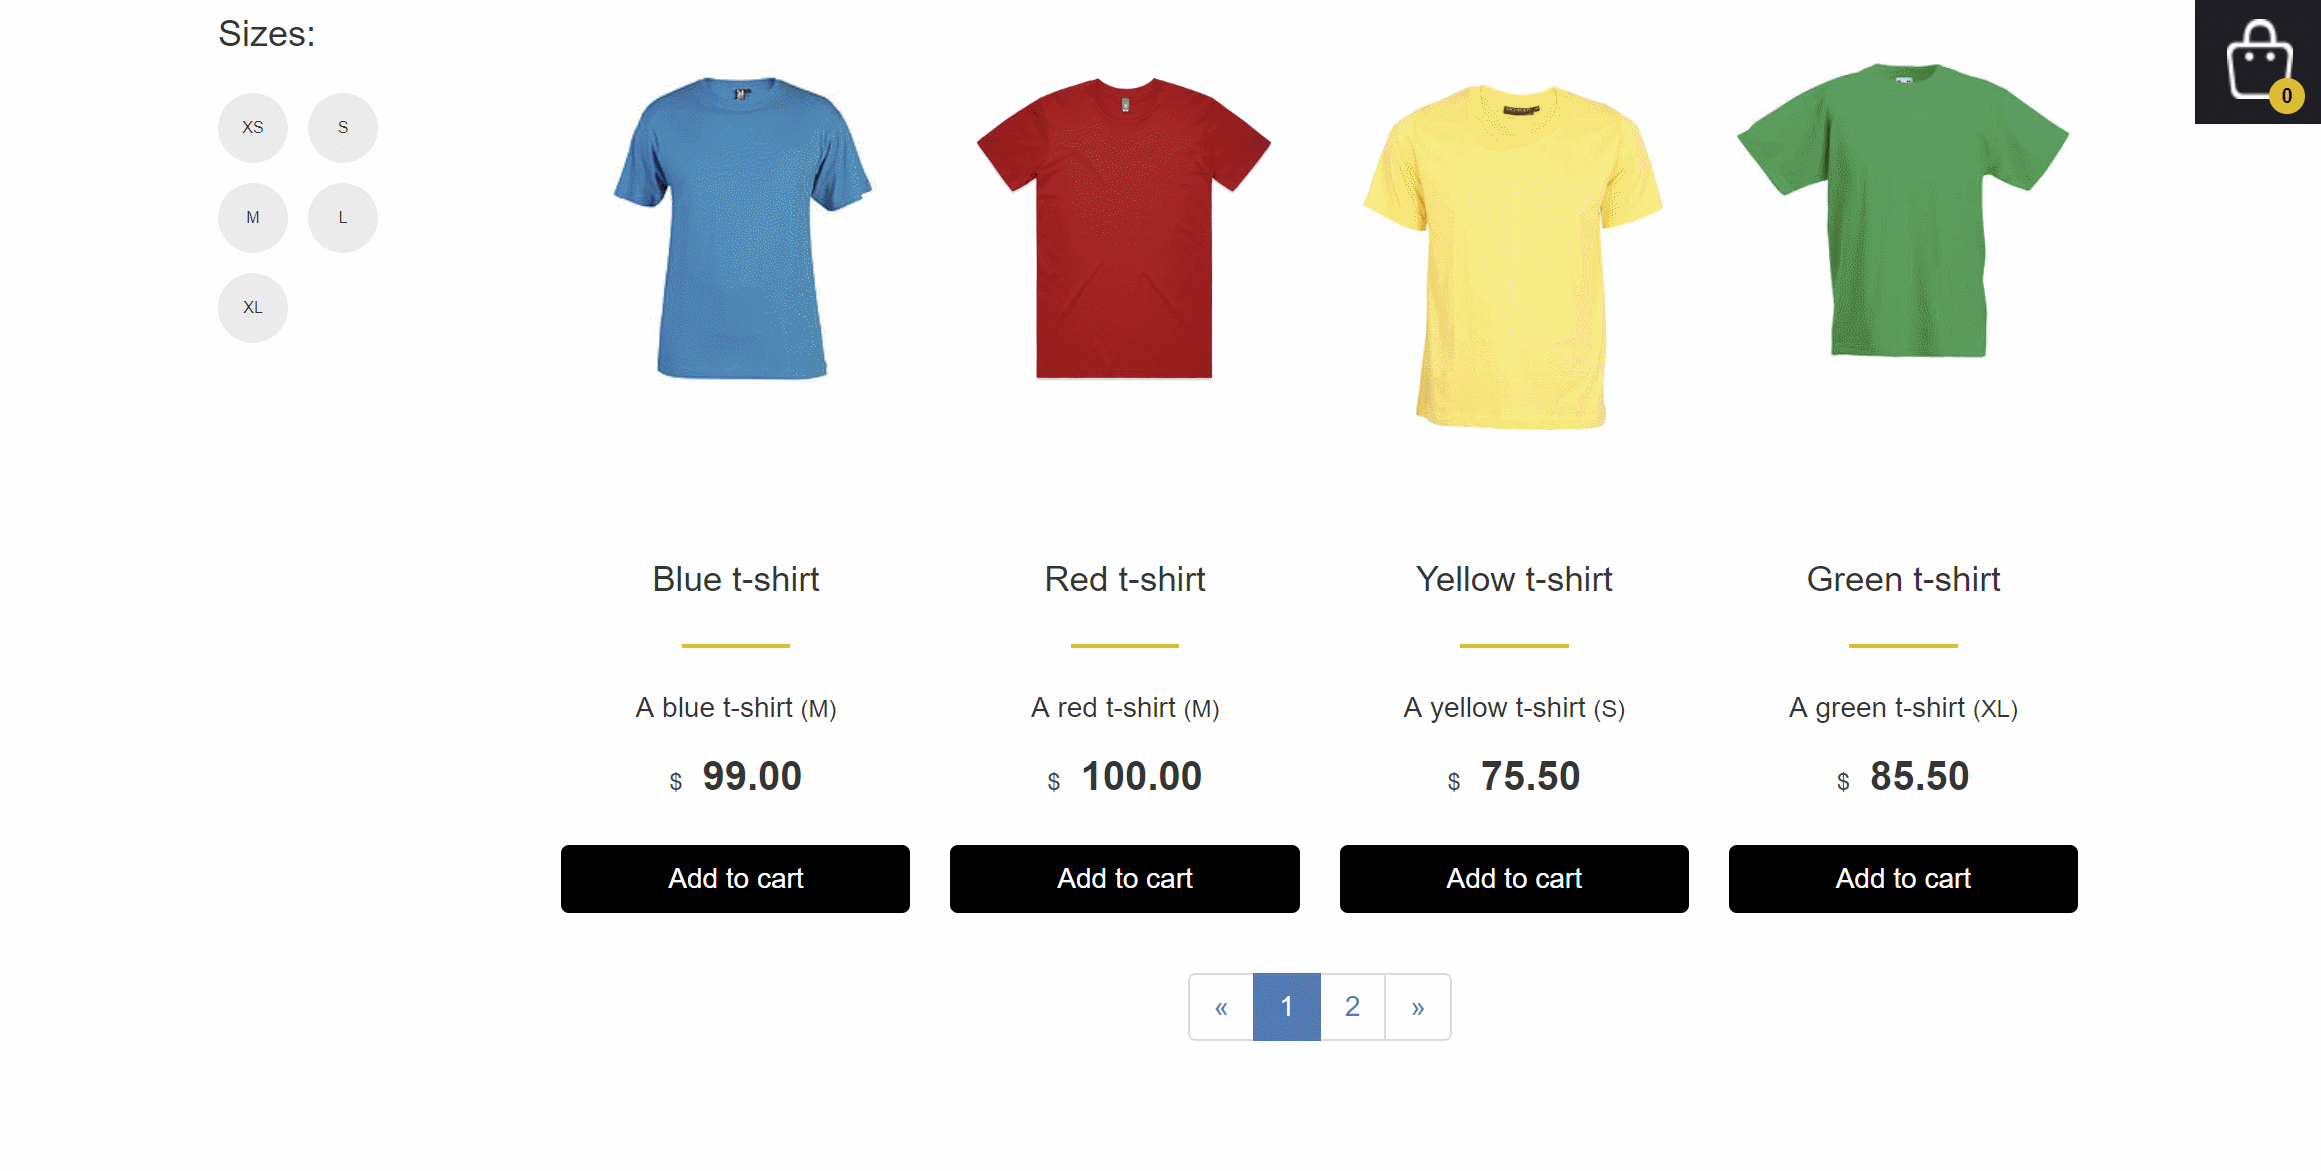 Sizes:
XS
S
M
L
XL
0
Blue t-shirt
A blue t-shirt (M)
$ 99.00
Add to cart
Red t-shirt
A red t-shirt (M)
$ 100.00
Add to cart
Yellow t-shirt
A yellow t-shirt (S)
$ 75.50
Add to cart
Green t-shirt
A green t-shirt (XL)
$ 85.50
Add to cart
« 1 2 »